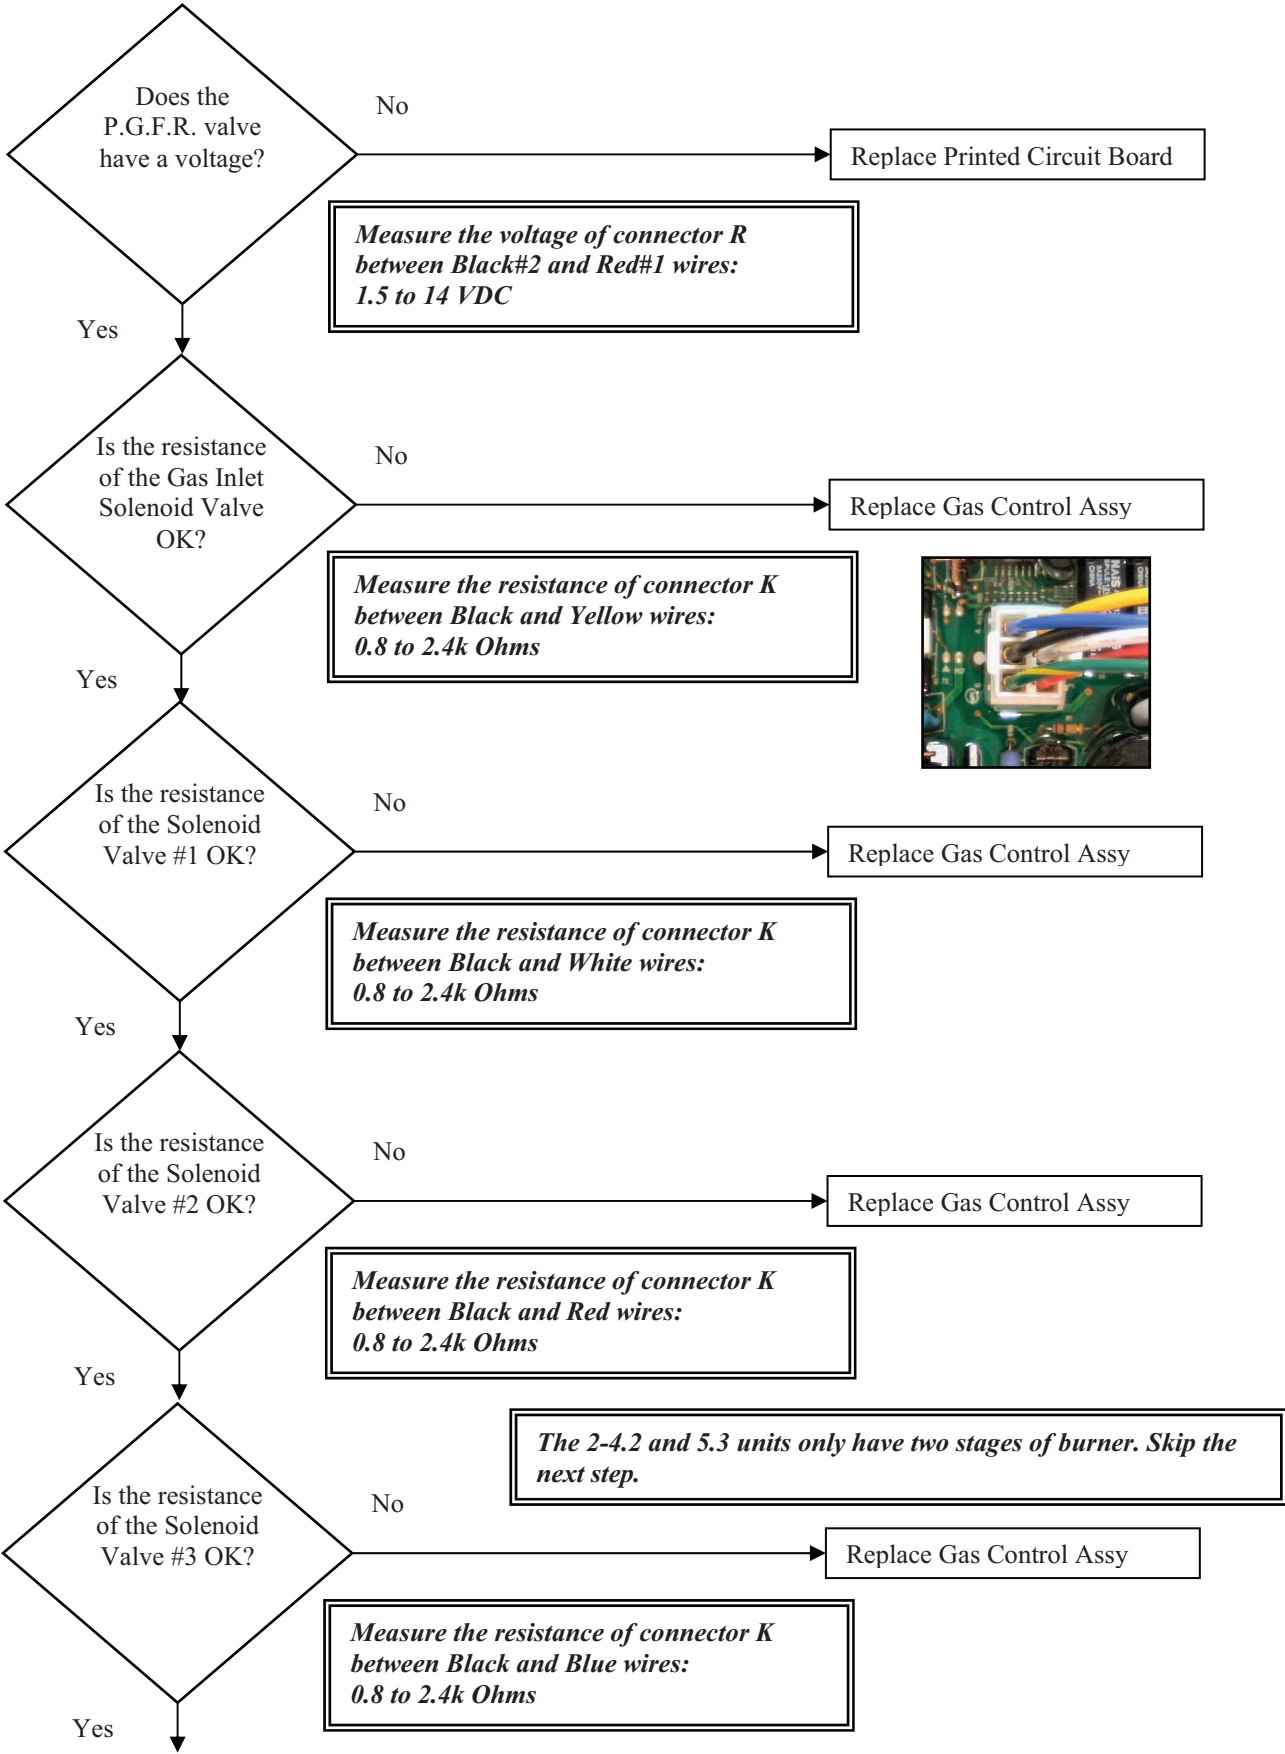 Does the
P.G.F.R. valve
have a voltage?
No
Replace Printed Circuit Board
Measure the voltage of connector R
between Black#2 and Red#1 wires:
1.5 to 14 VDC
Yes
Is the resistance
of the Gas Inlet
Solenoid Valve
OK?
No
Replace Gas Control Assy
Measure the resistance of connector K
between Black and Yellow wires:
0.8 to 2.4k Ohms
Yes
Is the resistance
of the Solenoid
Valve #1 OK?
No
Replace Gas Control Assy
Measure the resistance of connector K
between Black and White wires:
0.8 to 2.4k Ohms
Yes
Is the resistance
of the Solenoid
Valve #2 OK?
No
Replace Gas Control Assy
Measure the resistance of connector K
between Black and Red wires:
0.8 to 2.4k Ohms
Yes
The 2-4.2 and 5.3 units only have two stages of burner. Skip the
next step.
Is the resistance
of the Solenoid
Valve #3 OK?
No
Replace Gas Control Assy
Measure the resistance of connector K
between Black and Blue wires:
0.8 to 2.4k Ohms
Yes